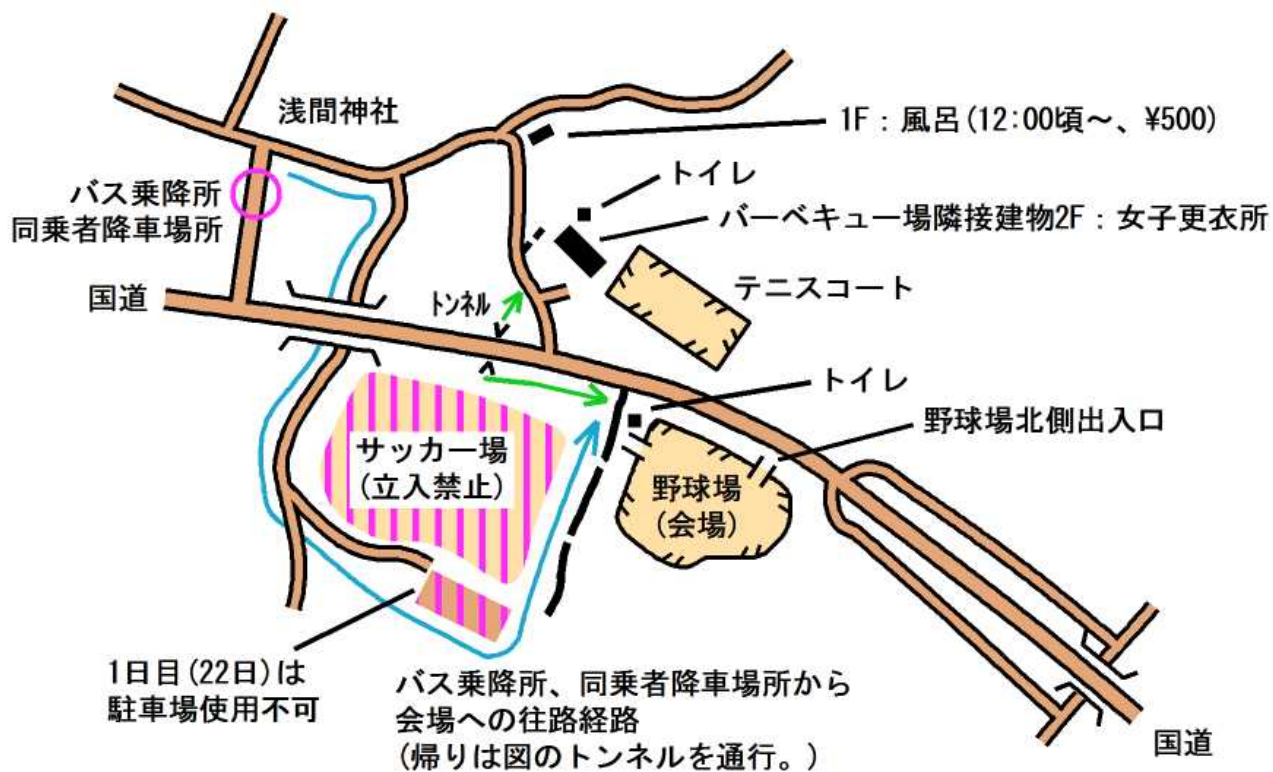 浅間神社
1F：風呂(12:00頃～、¥500)
トイレ
バス乗降所
同乗者降車場所
バーベキュー場隣接建物2F：女子更衣所
国道
トンネル
テニスコート
トイレ
野球場北側出入口
サッカー場
(立入禁止)
野球場
(会場)
1日目(22日)は
駐車場使用不可
バス乗降所、同乗者降車場所から
会場への往路経路
(帰りは図のトンネルを通行。)
国道